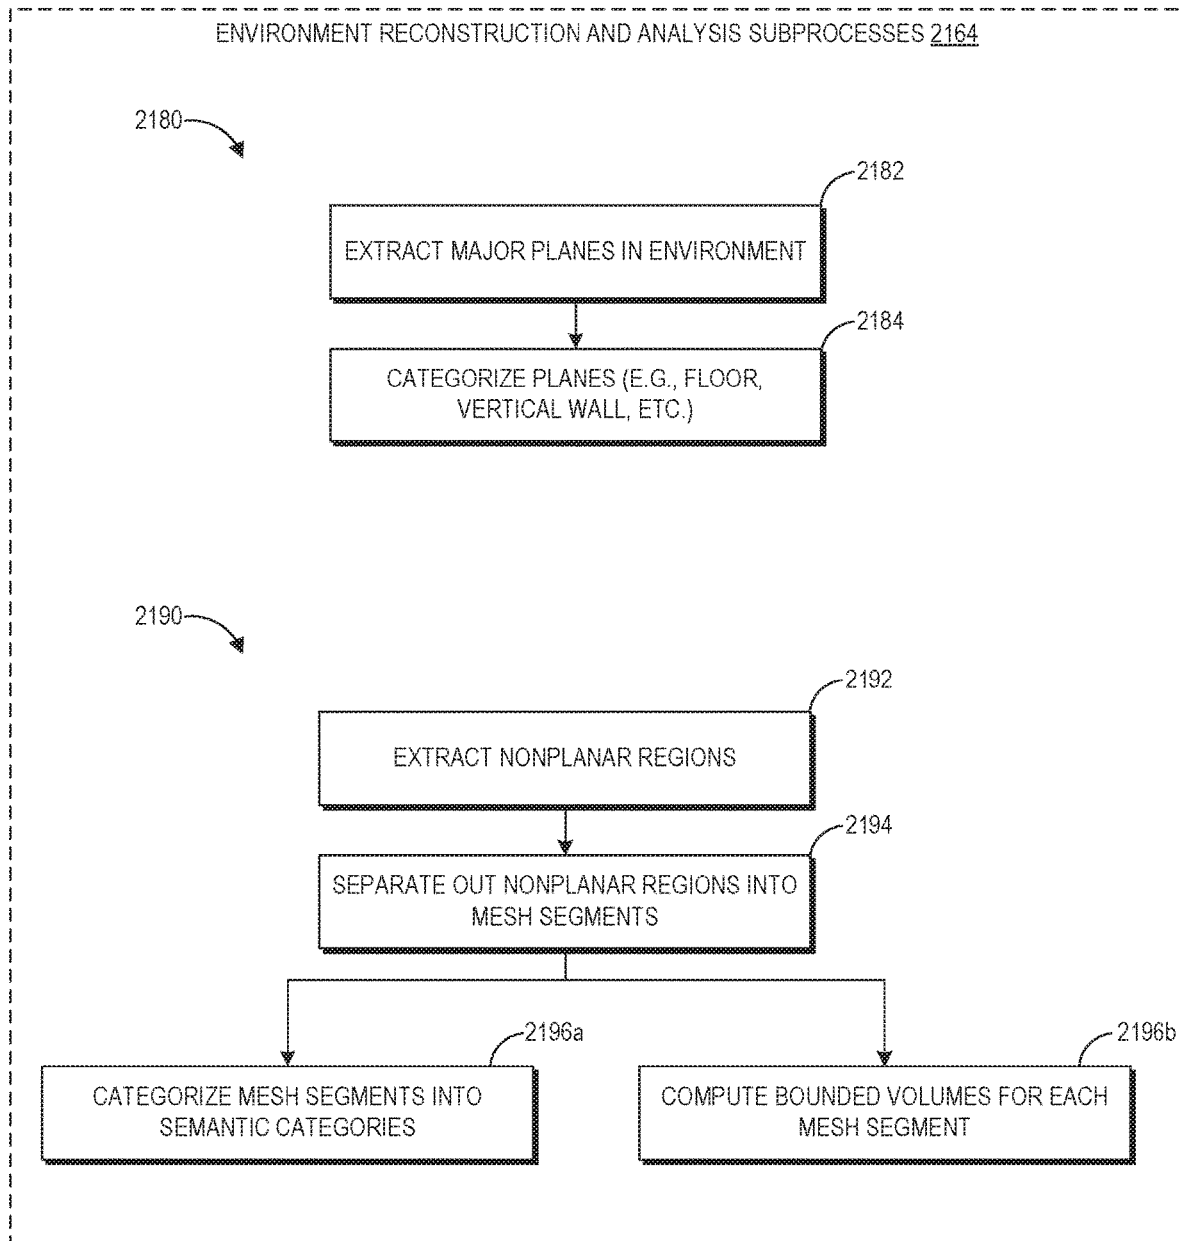 ENVIRONMENT RECONSTRUCTION AND ANALYSIS SUBPROCESSES 2164
2180
2182
EXTRACT MAJOR PLANES IN ENVIRONMENT
2184
CATEGORIZE PLANES (E.G., FLOOR,
VERTICAL WALL, ETC.)
2190
2192
EXTRACT NONPLANAR REGIONS
2194
SEPARATE OUT NONPLANAR REGIONS INTO
MESH SEGMENTS
2196a
CATEGORIZE MESH SEGMENTS INTO
SEMANTIC CATEGORIES
2196b
COMPUTE BOUNDED VOLUMES FOR EACH
MESH SEGMENT